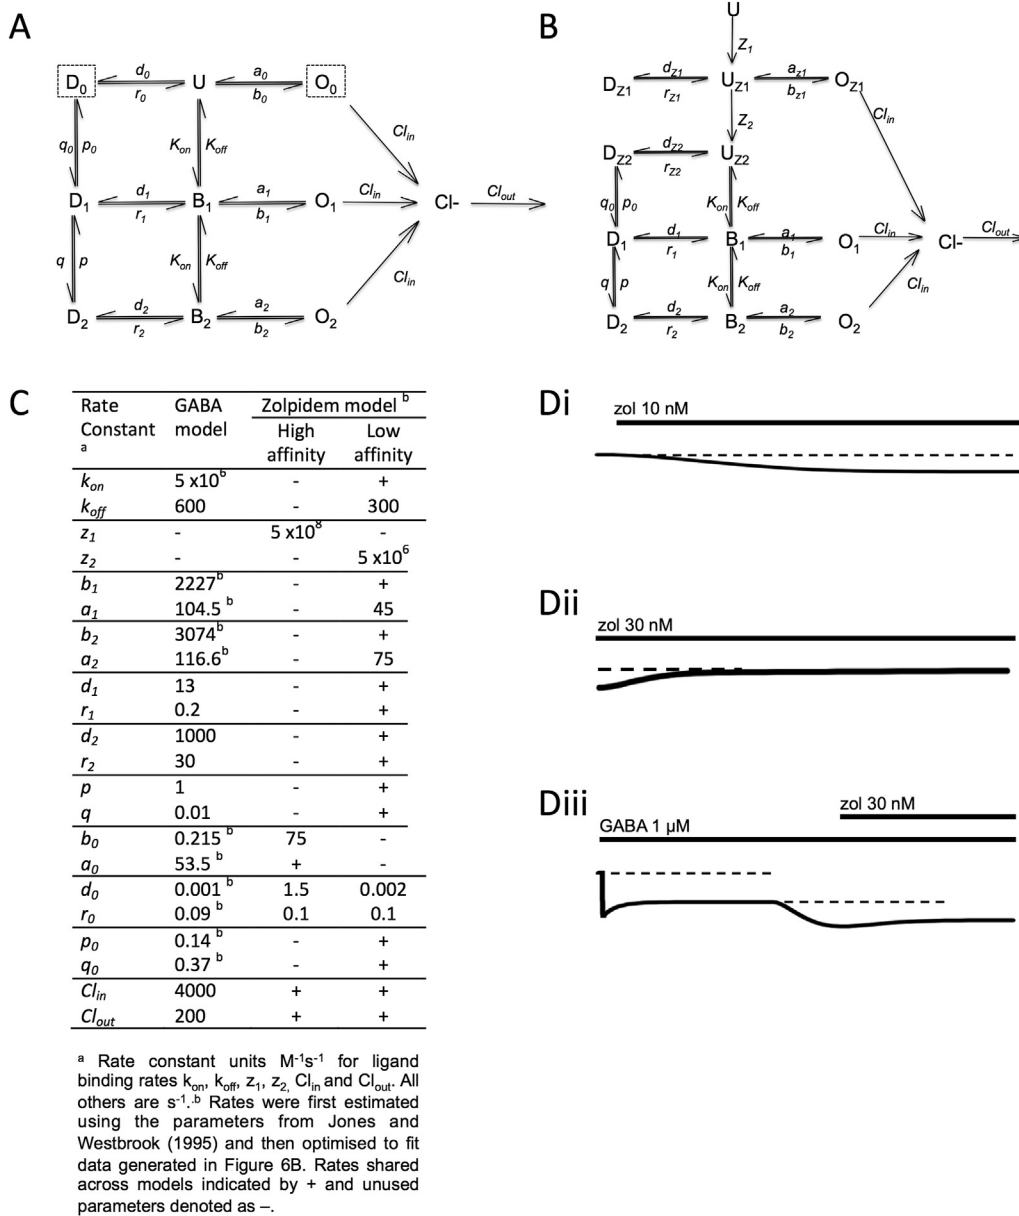 A
B
U
Z1
D0 d0 r0 U a0 b0 O0
DZ1 dZ1 rZ1 UZ1 aZ1 bZ1 OZ1
Clin
Z2
DZ2 dZ2 rZ2 UZ2
q0 p0 Kon Koff Clin
q0 p0 Kon Koff
D1 d1 r1 B1 a1 b1 O1 Clin Cl- Clout
D1 d1 r1 B1 a1 b1 O1 Clin Cl- Clout
q p Kon Koff Clin
q p Kon Koff Clin
D2 d2 r2 B2 a2 b2 O2
D2 d2 r2 B2 a2 b2 O2
C
Rate Constant a GABA model Zolpidem model b
High affinity Low affinity
kon 5 x10^6 - +
koff 600 - 300
z1 - 5 x10^8 -
z2 - - 5 x10^6
b1 2227 b - +
a1 104.5 b - 45
b2 3074 b - +
a2 116.6 b - 75
d1 13 - +
r1 0.2 - +
d2 1000 - +
r2 30 - +
p 1 - +
q 0.01 - +
b0 0.215 b 75 -
a0 53.5 b + -
d0 0.001 b 1.5 0.002
r0 0.09 b 0.1 0.1
p0 0.14 b - +
q0 0.37 b - +
Clin 4000 + +
Clout 200 + +
a Rate constant units M-1s-1 for ligand
binding rates kon, koff, z1, z2, Clin and Clout. All
others are s-1..b Rates were first estimated
using the parameters from Jones and
Westbrook (1995) and then optimised to fit
data generated in Figure 6B. Rates shared
across models indicated by + and unused
parameters denoted as –.
Di
zol 10 nM
Dii
zol 30 nM
Diii
zol 30 nM
GABA 1 μM